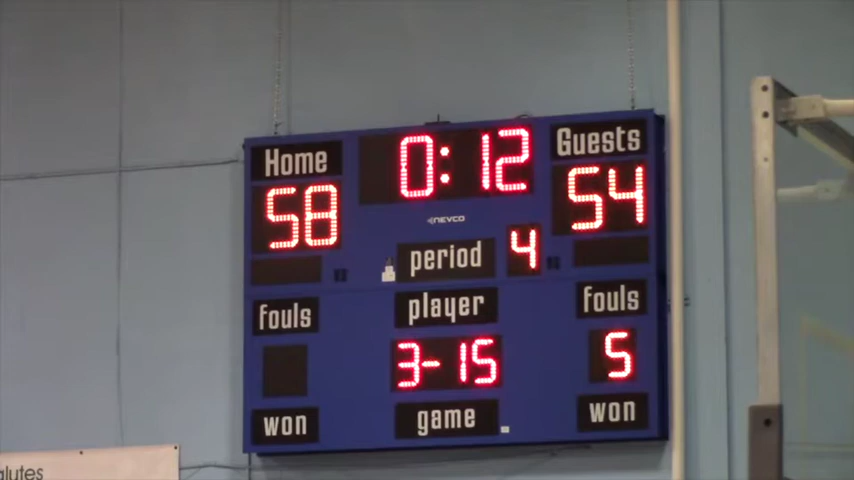 Home 0:12 Guests
58 54
NEVCO
period 4
fouls player fouls
3-15 5
won game won
alutes